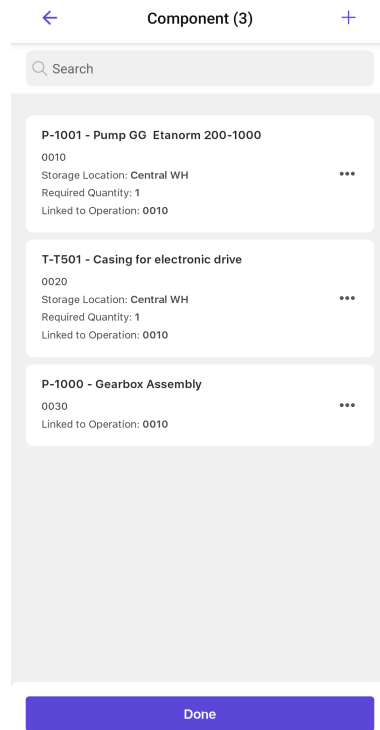 Component (3)
Search
P-1001 - Pump GG  Etanorm 200-1000
0010
Storage Location: Central WH
Required Quantity: 1
Linked to Operation: 0010
T-T501 - Casing for electronic drive
0020
Storage Location: Central WH
Required Quantity: 1
Linked to Operation: 0010
P-1000 - Gearbox Assembly
0030
Linked to Operation: 0010
Done